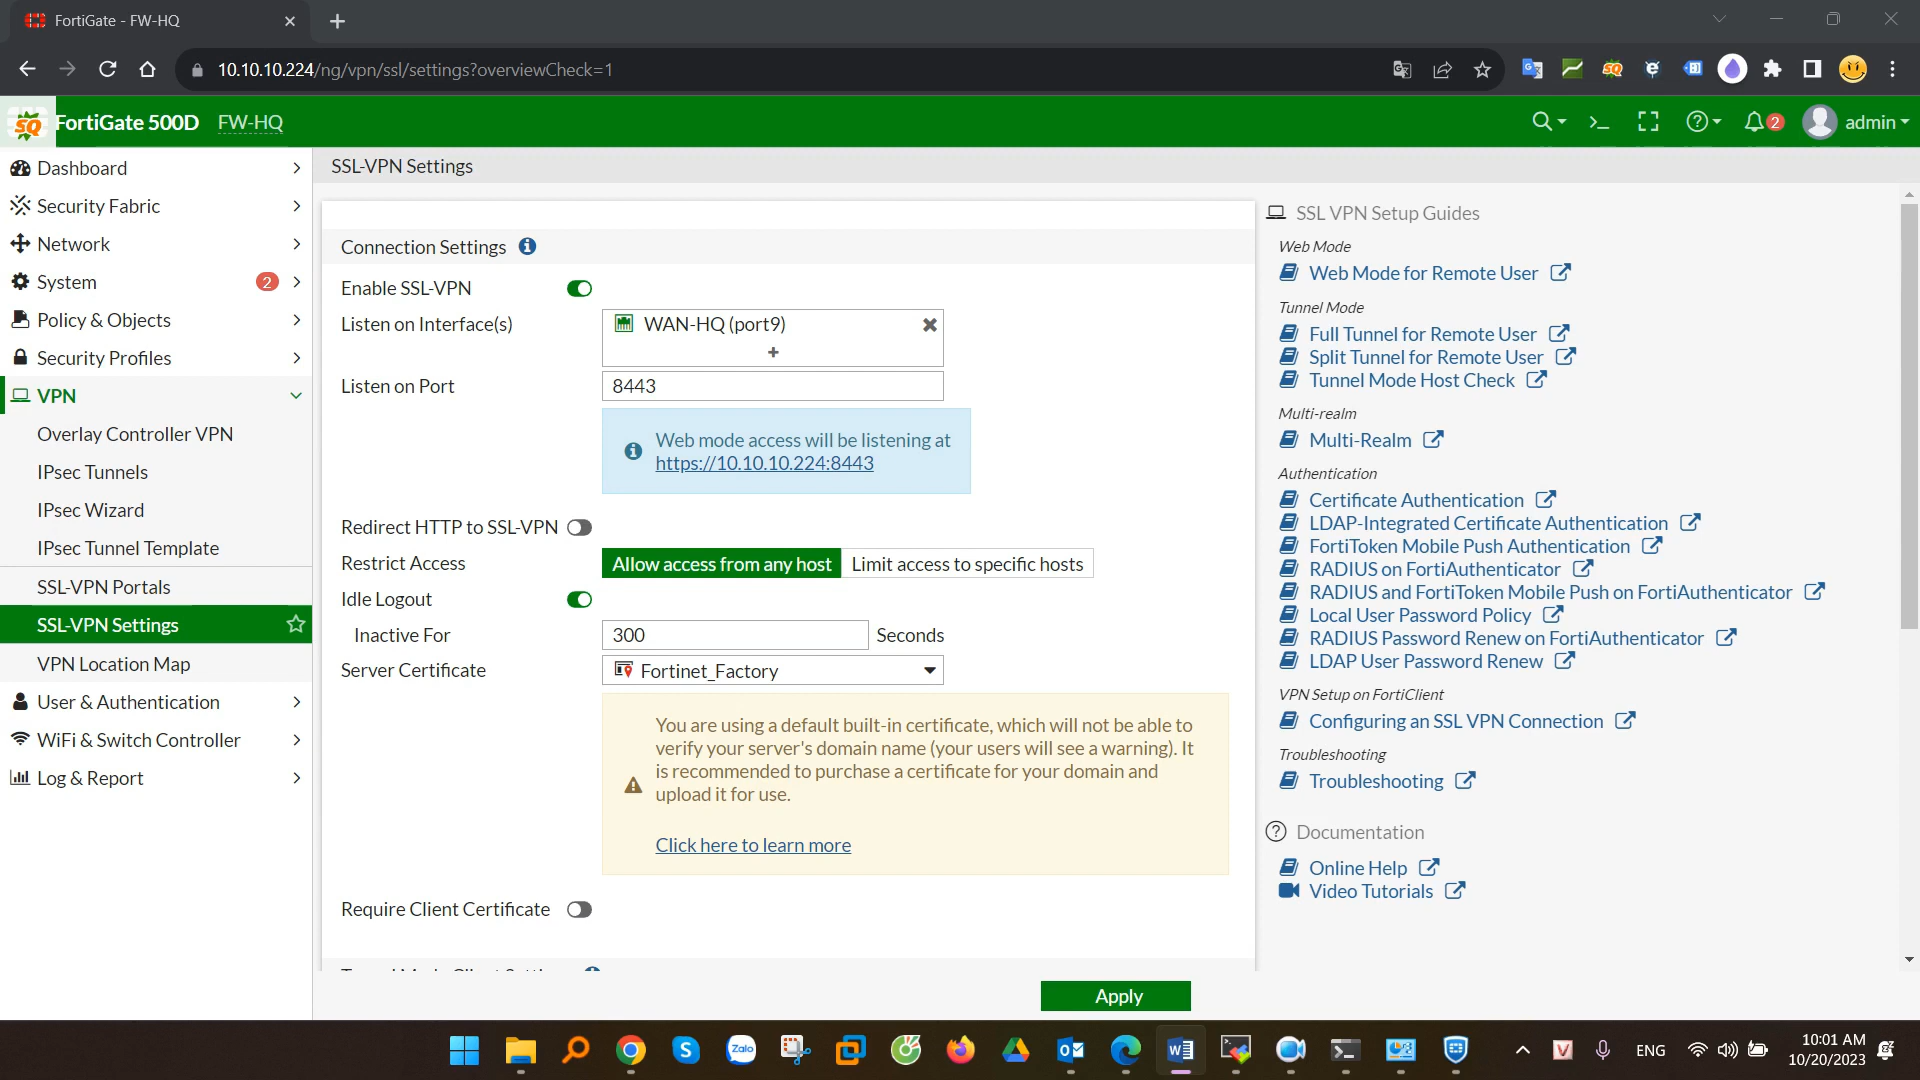 FortiGate - FW-HQ
10.10.10.224/ng/vpn/ssl/settings?overviewCheck=1
SQ
FortiGate 500D FW-HQ
2
admin
Dashboard
Security Fabric
Network
System 2
Policy & Objects
Security Profiles
VPN
Overlay Controller VPN
IPsec Tunnels
IPsec Wizard
IPsec Tunnel Template
SSL-VPN Portals
SSL-VPN Settings
VPN Location Map
User & Authentication
WiFi & Switch Controller
Log & Report
SSL-VPN Settings
Connection Settings
Enable SSL-VPN
Listen on Interface(s) WAN-HQ (port9)
Listen on Port 8443
Web mode access will be listening at
https://10.10.10.224:8443
Redirect HTTP to SSL-VPN
Restrict Access Allow access from any host Limit access to specific hosts
Idle Logout
Inactive For 300 Seconds
Server Certificate Fortinet_Factory
You are using a default built-in certificate, which will not be able to
verify your server's domain name (your users will see a warning). It
is recommended to purchase a certificate for your domain and
upload it for use.
Click here to learn more
Require Client Certificate
Apply
SSL VPN Setup Guides
Web Mode
Web Mode for Remote User
Tunnel Mode
Full Tunnel for Remote User
Split Tunnel for Remote User
Tunnel Mode Host Check
Multi-realm
Multi-Realm
Authentication
Certificate Authentication
LDAP-Integrated Certificate Authentication
FortiToken Mobile Push Authentication
RADIUS on FortiAuthenticator
RADIUS and FortiToken Mobile Push on FortiAuthenticator
Local User Password Policy
RADIUS Password Renew on FortiAuthenticator
LDAP User Password Renew
VPN Setup on FortiClient
Configuring an SSL VPN Connection
Troubleshooting
Troubleshooting
Documentation
Online Help
Video Tutorials
Zalo
ENG
10:01 AM
10/20/2023